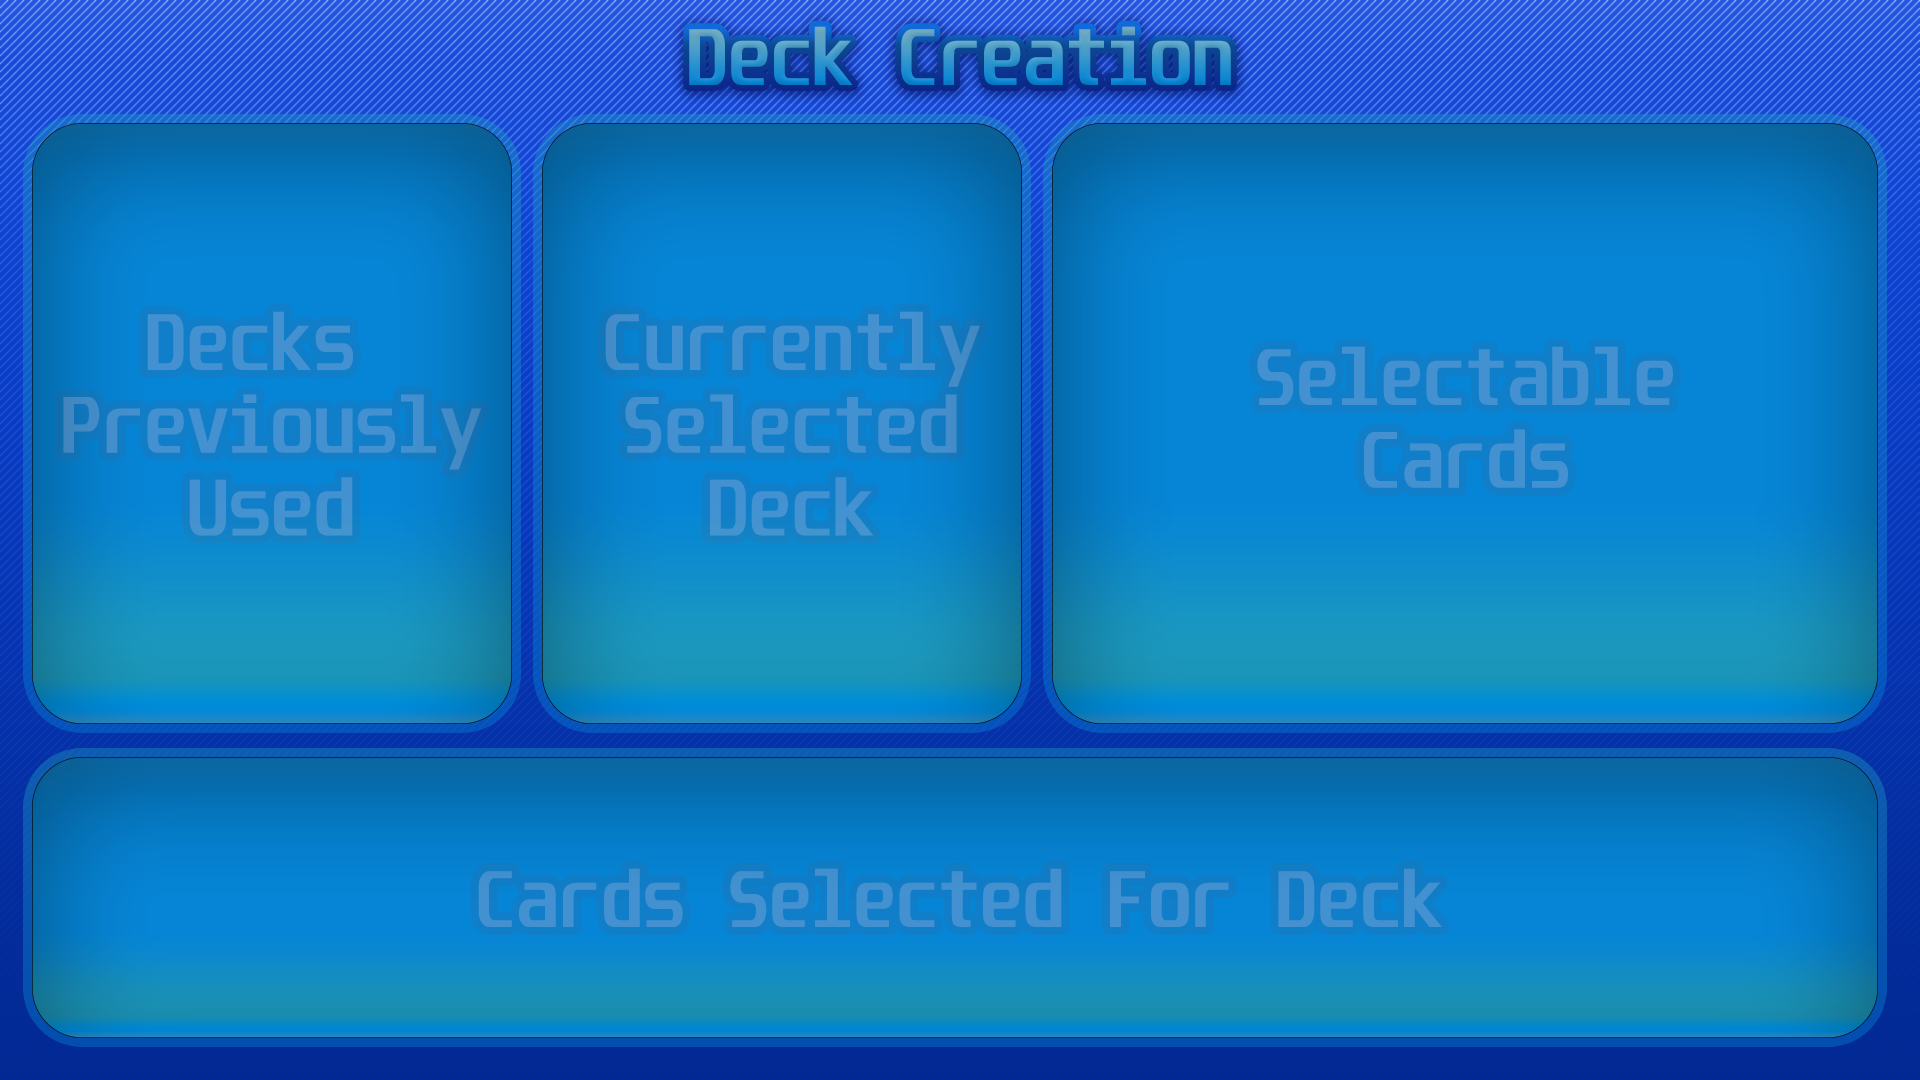 Deck Creation
Decks
Previously
Used
Currently
Selected
Deck
Selectable
Cards
Cards Selected For Deck